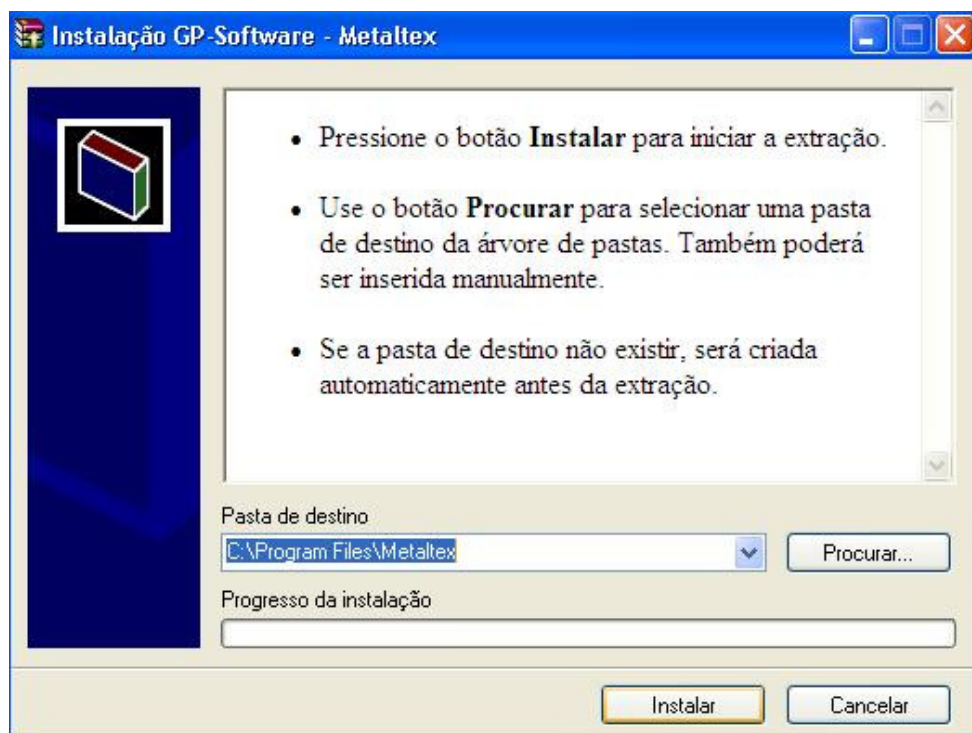 Instalação GP-Software - Metaltex
Pressione o botão Instalar para iniciar a extração.
Use o botão Procurar para selecionar uma pasta
de destino da árvore de pastas. Também poderá
ser inserida manualmente.
Se a pasta de destino não existir, será criada
automaticamente antes da extração.
Pasta de destino
C:\Program Files\Metaltex
Procurar...
Progresso da instalação
Instalar
Cancelar